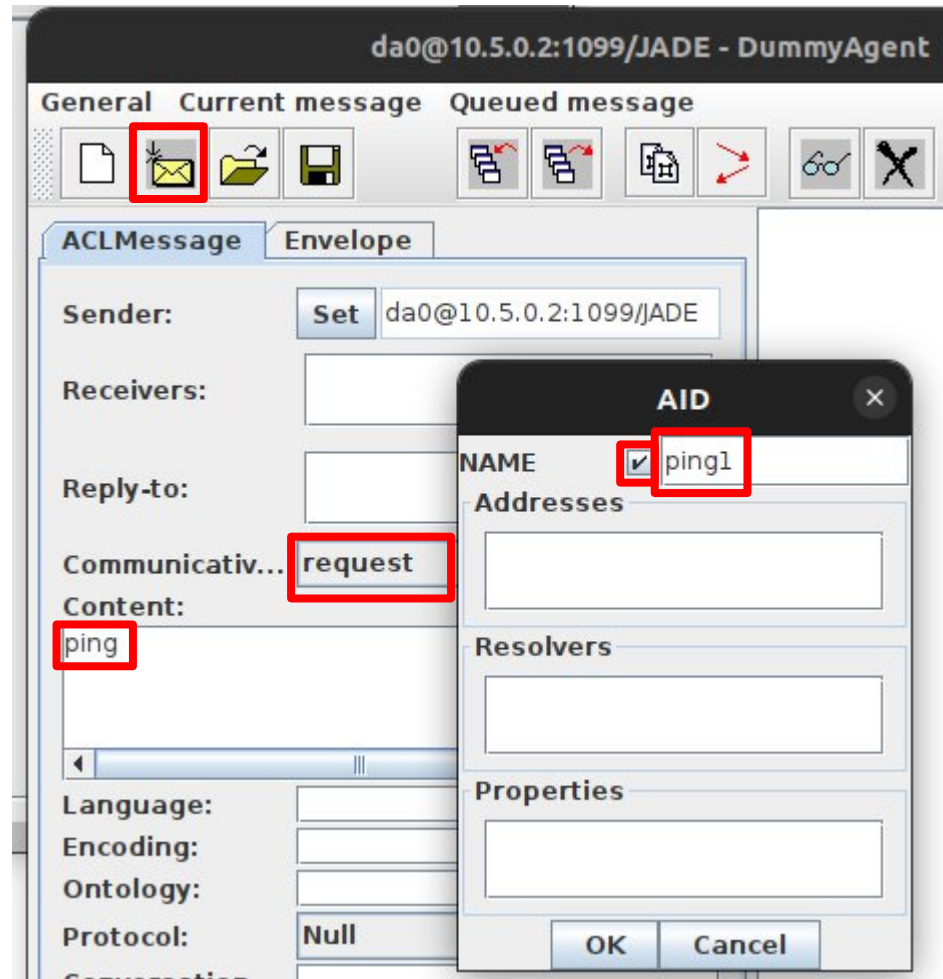 da0@10.5.0.2:1099/JADE - DummyAgent
General Current message Queued message
ACLMessage Envelope
Sender: Set da0@10.5.0.2:1099/JADE
Receivers:
Reply-to:
Communicativ... request
Content:
ping
Language:
Encoding:
Ontology:
Protocol: Null
AID
NAME ping1
Addresses
Resolvers
Properties
OK Cancel